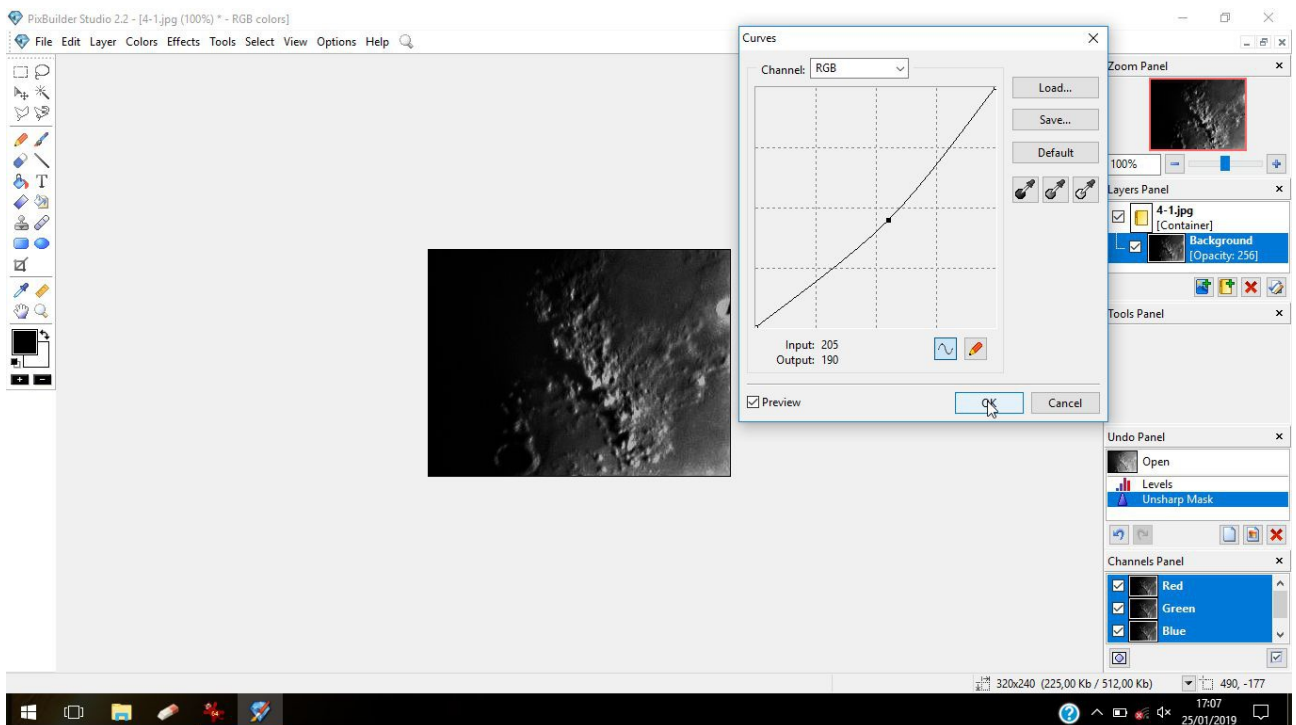 PixBuilder Studio 2.2 - [4-1.jpg (100%) * - RGB colors]
File Edit Layer Colors Effects Tools Select View Options Help
Curves
Channel: RGB
Load...
Save...
Default
Input: 205
Output: 190
Preview
OK
Cancel
Zoom Panel
100%
Layers Panel
4-1.jpg
[Container]
Background
[Opacity: 256]
Tools Panel
Undo Panel
Open
Levels
Unsharp Mask
Channels Panel
Red
Green
Blue
320x240 (225,00 Kb / 512,00 Kb)
490, -177
17:07
25/01/2019